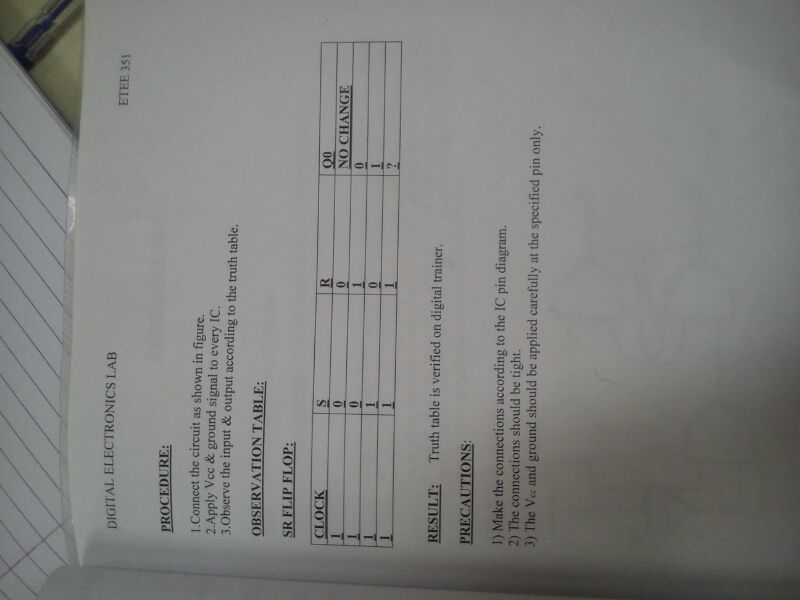 DIGITAL ELECTRONICS LAB ETEE 351
PROCEDURE:
1.Connect the circuit as shown in figure.
2.Apply Vcc & ground signal to every IC.
3.Observe the input & output according to the truth table.
OBSERVATION TABLE:
SR FLIP FLOP:
CLOCK S R Q0
1 0 0 NO CHANGE
1 0 1 0
1 1 0 1
1 1 1 ?
RESULT: Truth table is verified on digital trainer.
PRECAUTIONS:
1) Make the connections according to the IC pin diagram.
2) The connections should be tight.
3) The Vcc and ground should be applied carefully at the specified pin only.